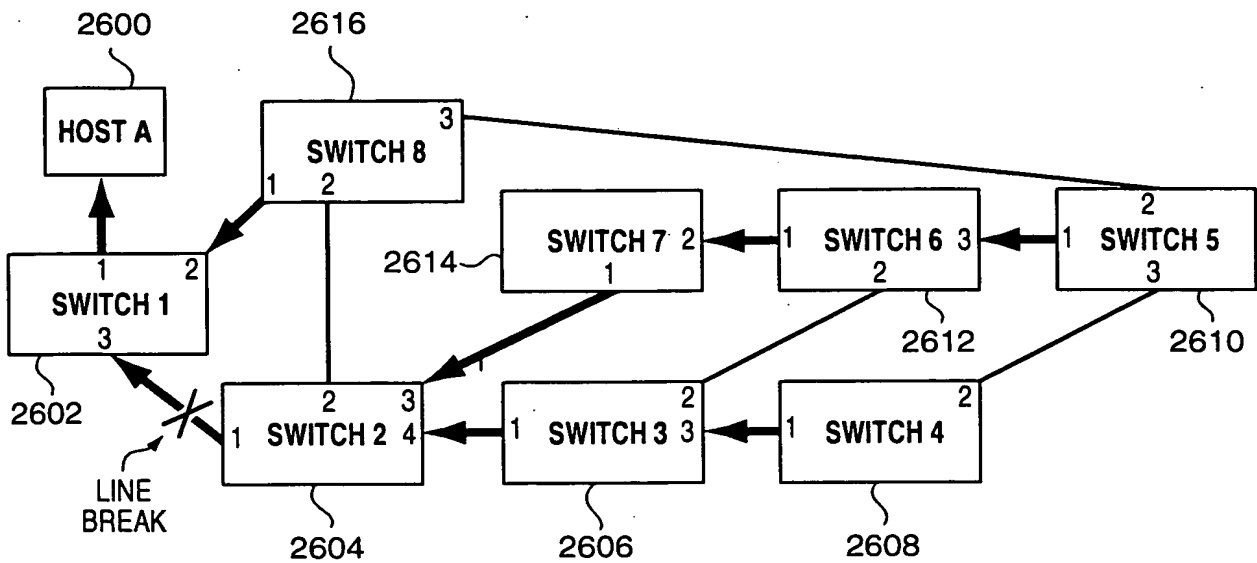 2600
2616
HOST A
SWITCH 8
3
1 2
1 2
SWITCH 1
3
2602
2614
SWITCH 7 2
1
1 SWITCH 6 3
2
2612
2
1 SWITCH 5
3
2610
LINE
BREAK
2 3
1 SWITCH 2 4
2604
2
1 SWITCH 3 3
2606
2
1 SWITCH 4
2608